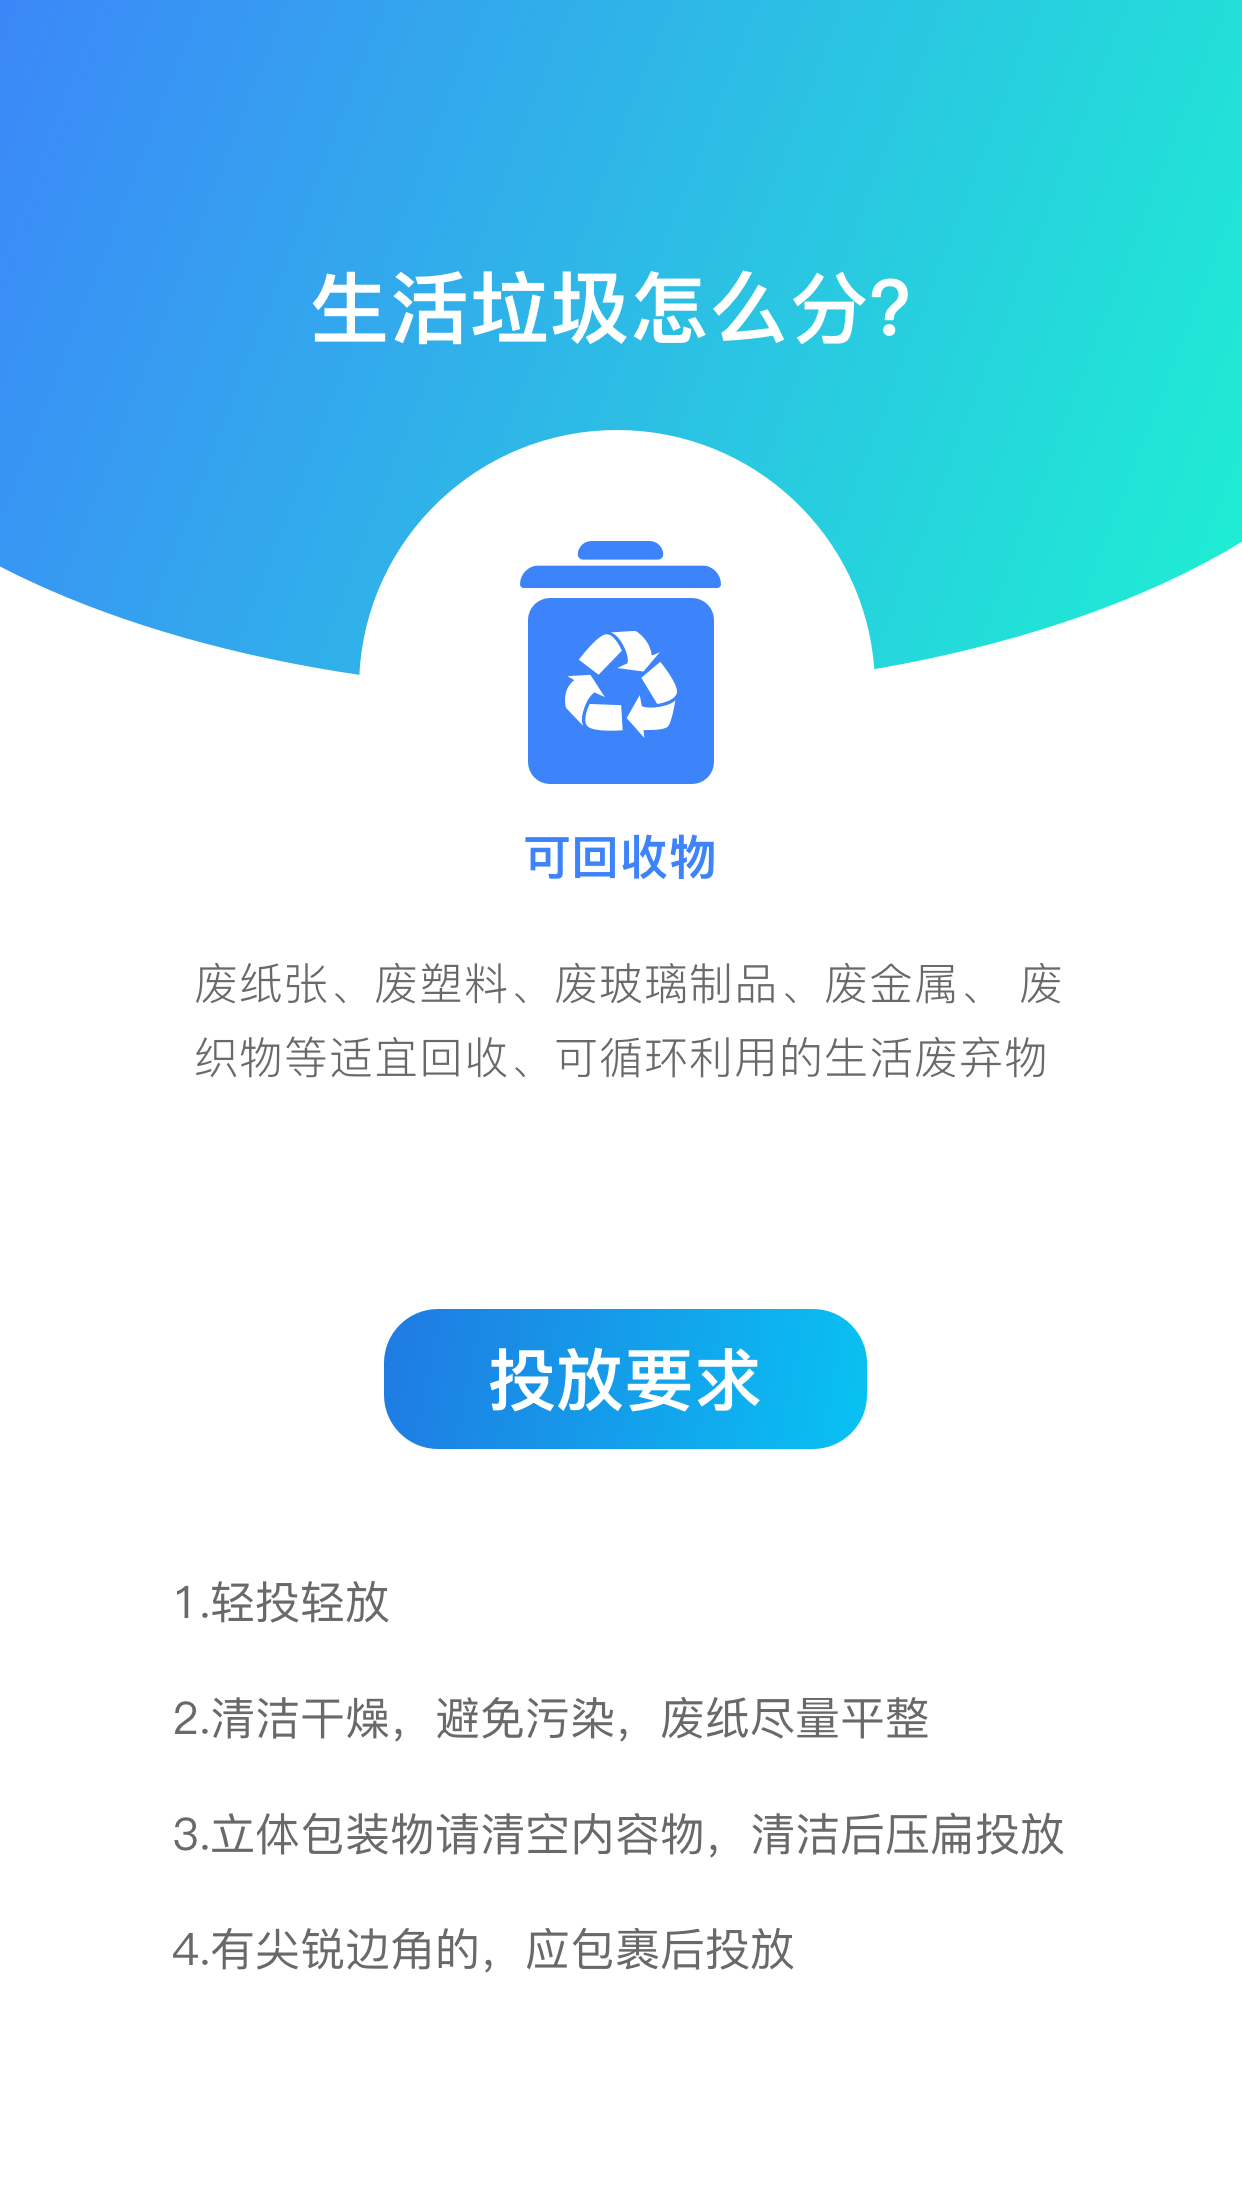 生活垃圾怎么分?
可回收物
废纸张、废塑料、废玻璃制品、废金属、 废
织物等适宜回收、可循环利用的生活废弃物
投放要求
1.轻投轻放
2.清洁干燥，避免污染，废纸尽量平整
3.立体包装物请清空内容物，清洁后压扁投放
4.有尖锐边角的，应包裹后投放